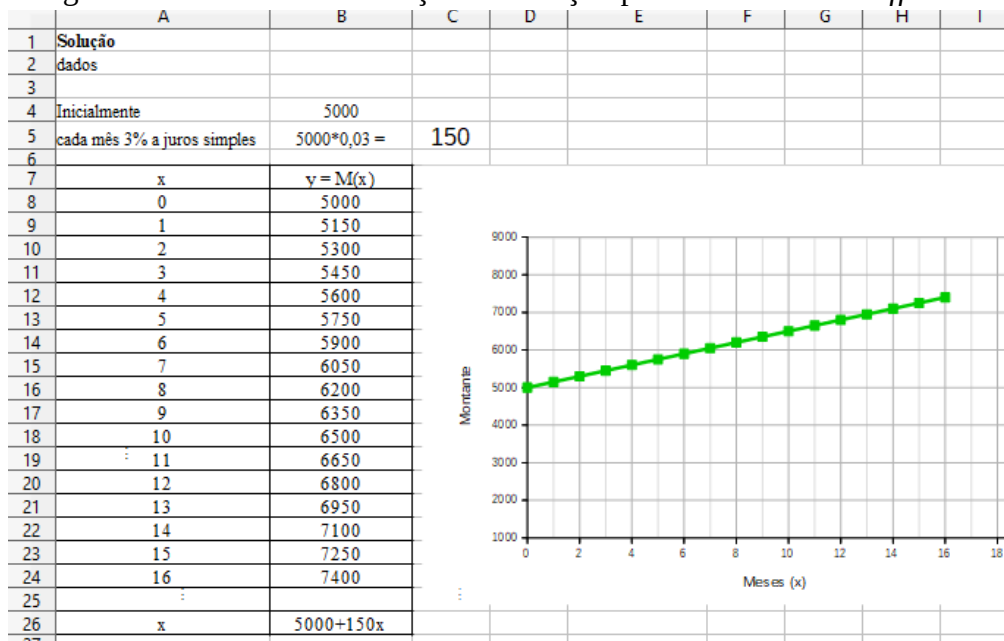 A B C D E F G H I
1 Solução
2 dados
3
4 Inicialmente 5000
5 cada mês 3% a juros simples 5000*0,03 = 150
6
7 x y = M(x)
8 0 5000
9 1 5150
10 2 5300
11 3 5450
12 4 5600
13 5 5750
14 6 5900
15 7 6050
16 8 6200
17 9 6350
18 10 6500
19 11 6650
20 12 6800
21 13 6950
22 14 7100
23 15 7250
24 16 7400
25 ⋮
26 x 5000+150x
9000
8000
7000
6000
5000
4000
3000
2000
1000
Montante
0 2 4 6 8 10 12 14 16 18
Meses (x)